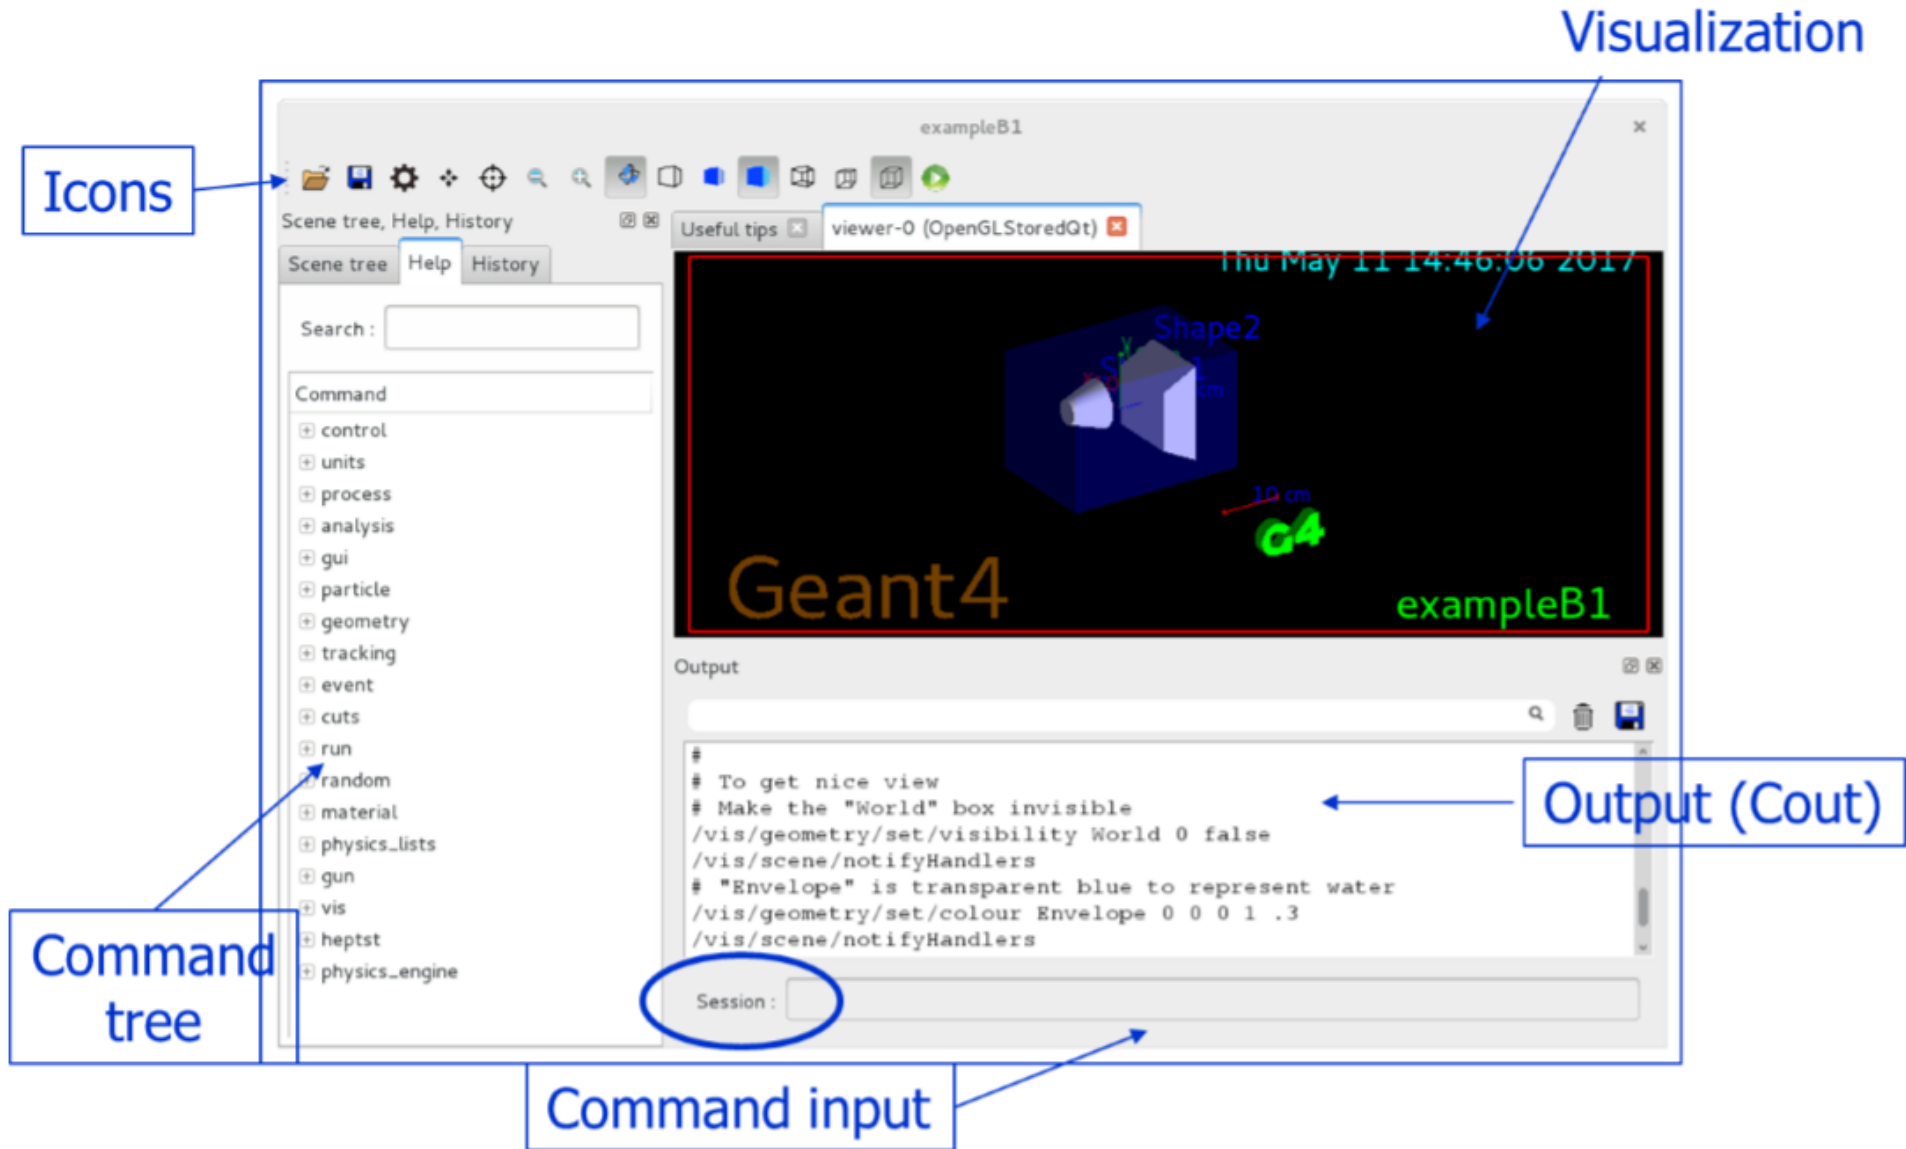 Visualization
exampleB1
Icons
Scene tree, Help, History
Useful tips
viewer-0 (OpenGLStoredQt)
Scene tree
Help
History
Thu May 11 14:46:06 2017
Search :
Shape2
y
x
cm
Command
control
units
process
analysis
gui
particle
geometry
tracking
event
cuts
run
random
material
physics_lists
gun
vis
heptst
physics_engine
10 cm
G4
Geant4
exampleB1
Output
#
# To get nice view
# Make the "World" box invisible
/vis/geometry/set/visibility World 0 false
/vis/scene/notifyHandlers
# "Envelope" is transparent blue to represent water
/vis/geometry/set/colour Envelope 0 0 0 1 .3
/vis/scene/notifyHandlers
Output (Cout)
Command
tree
Session :
Command input